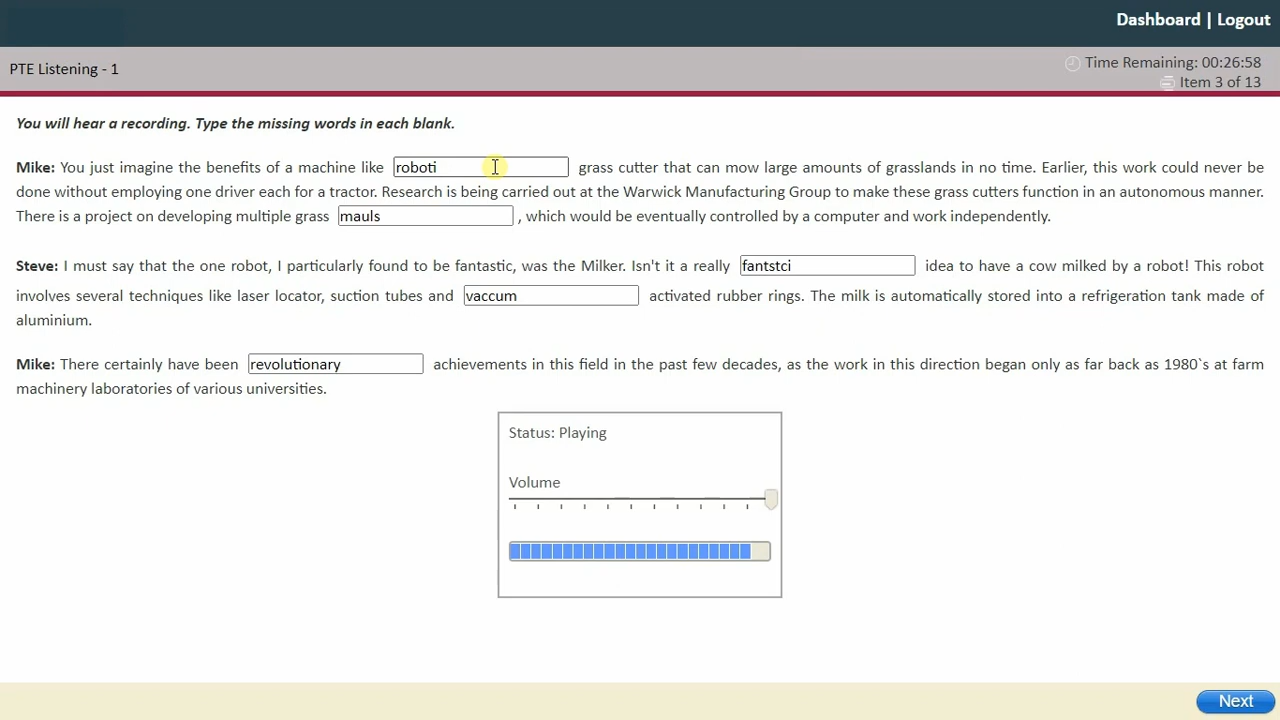 Dashboard | Logout
PTE Listening - 1
Time Remaining: 00:26:58
Item 3 of 13
You will hear a recording. Type the missing words in each blank.
Mike: You just imagine the benefits of a machine like roboti grass cutter that can mow large amounts of grasslands in no time. Earlier, this work could never be
done without employing one driver each for a tractor. Research is being carried out at the Warwick Manufacturing Group to make these grass cutters function in an autonomous manner.
There is a project on developing multiple grass mauls , which would be eventually controlled by a computer and work independently.
Steve: I must say that the one robot, I particularly found to be fantastic, was the Milker. Isn't it a really fantstci idea to have a cow milked by a robot! This robot
involves several techniques like laser locator, suction tubes and vaccum activated rubber rings. The milk is automatically stored into a refrigeration tank made of
aluminium.
Mike: There certainly have been revolutionary achievements in this field in the past few decades, as the work in this direction began only as far back as 1980`s at farm
machinery laboratories of various universities.
Status: Playing
Volume
Next